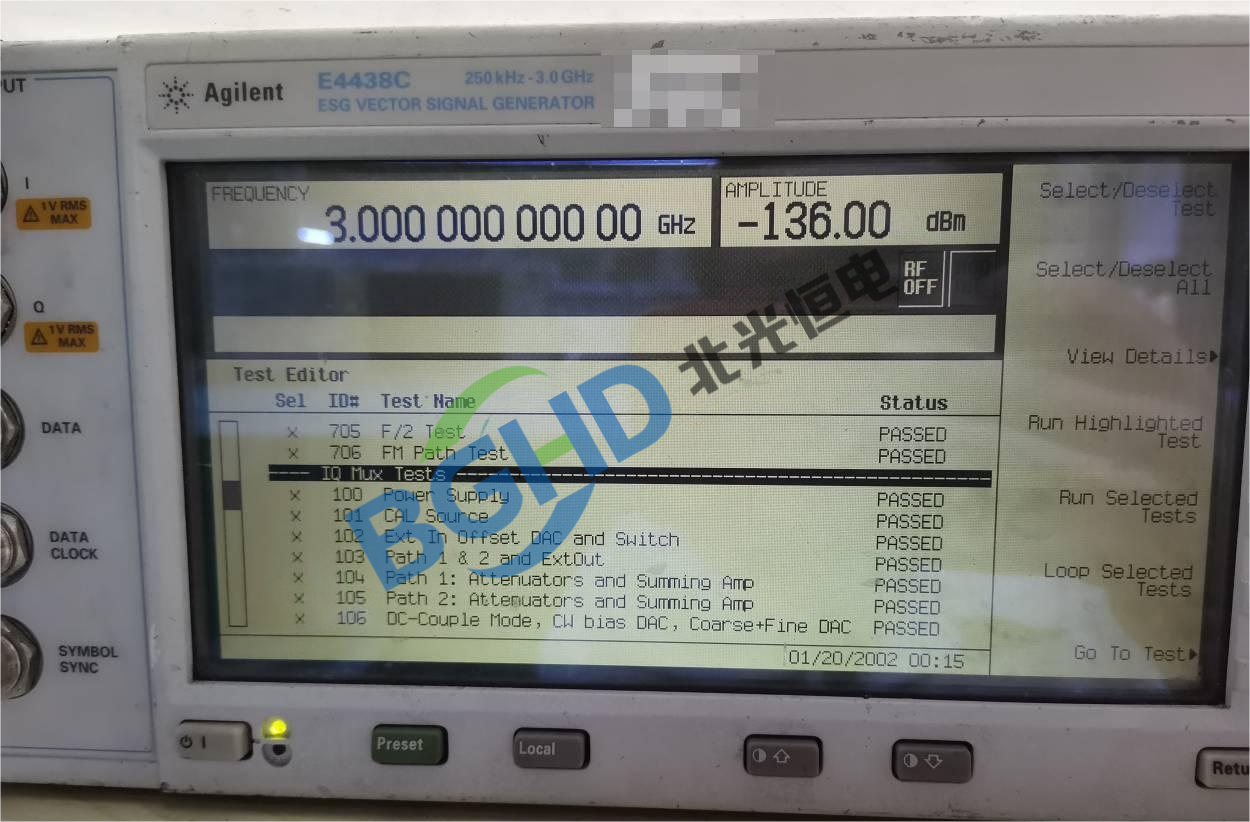 PUT
I
1 V RMS
MAX
Q
1 V RMS
MAX
DATA
DATA
CLOCK
SYMBOL
SYNC
Agilent
E4438C
250 kHz - 3.0 GHz
ESG VECTOR SIGNAL GENERATOR
FREQUENCY
3.000 000 000 00 GHz
AMPLITUDE
-136.00 dBm
RF
OFF
Test Editor
Sel ID# Test Name Status
x 705 F/2 Test PASSED
x 706 FM Path Test PASSED
---- IQ Mux Tests ----
x 100 Power Supply PASSED
x 101 CAL Source PASSED
x 102 Ext In Offset DAC and Switch PASSED
x 103 Path 1 & 2 and ExtOut PASSED
x 104 Path 1: Attenuators and Summing Amp PASSED
x 105 Path 2: Attenuators and Summing Amp PASSED
x 106 DC-Couple Mode, CW bias DAC, Coarse+Fine DAC PASSED
01/20/2002 00:15
Select/Deselect
Test
Select/Deselect
All
View Details
Run Highlighted
Test
Run Selected
Tests
Loop Selected
Tests
Go To Test
BGHD 北光恒电
Preset
Local
Retu